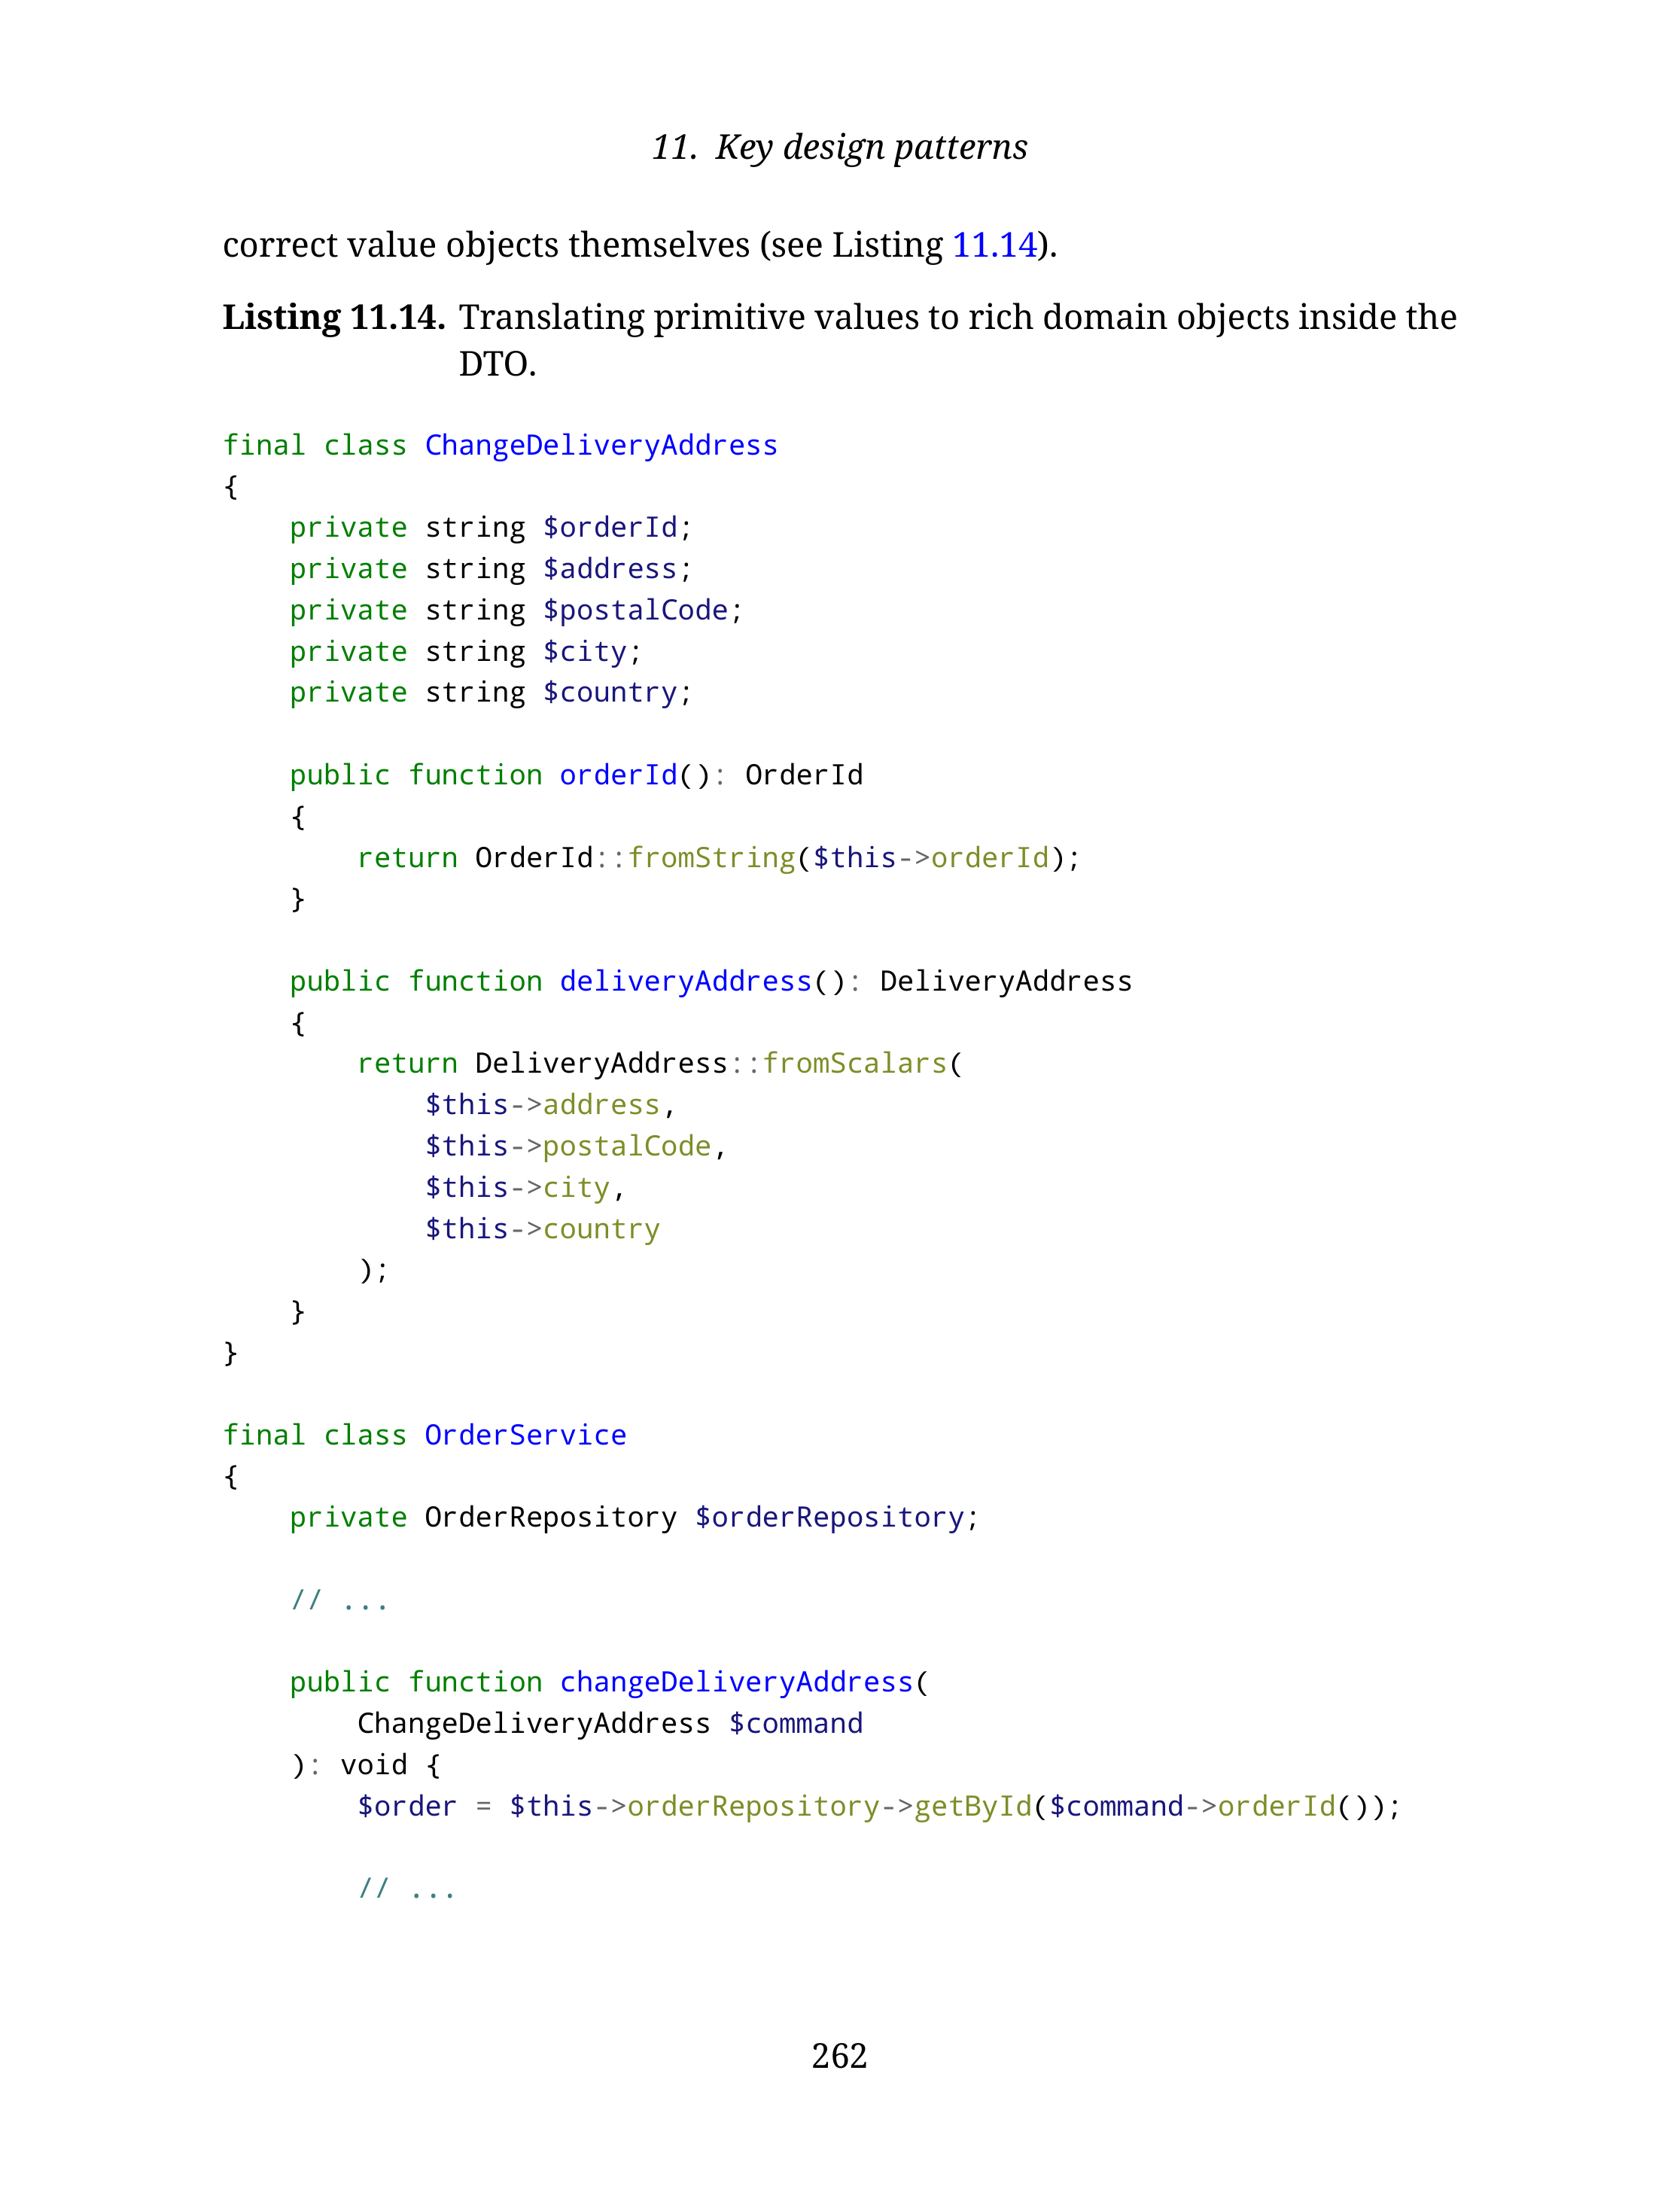 11. Key design patterns
correct value objects themselves (see Listing 11.14).
Listing 11.14. Translating primitive values to rich domain objects inside the
DTO.
final class ChangeDeliveryAddress
{
    private string $orderId;
    private string $address;
    private string $postalCode;
    private string $city;
    private string $country;

    public function orderId(): OrderId
    {
        return OrderId::fromString($this->orderId);
    }

    public function deliveryAddress(): DeliveryAddress
    {
        return DeliveryAddress::fromScalars(
            $this->address,
            $this->postalCode,
            $this->city,
            $this->country
        );
    }
}

final class OrderService
{
    private OrderRepository $orderRepository;

    // ...

    public function changeDeliveryAddress(
        ChangeDeliveryAddress $command
    ): void {
        $order = $this->orderRepository->getById($command->orderId());

        // ...
262